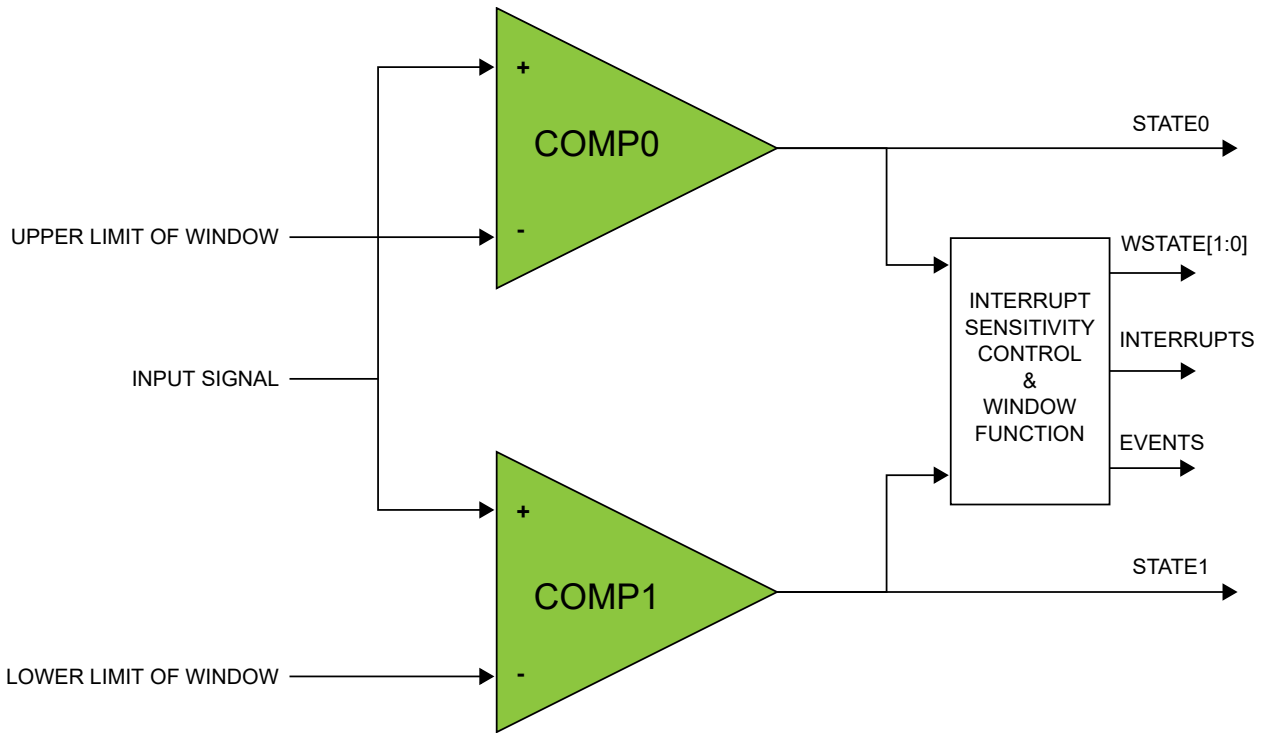 +
COMP0
-
STATE0
UPPER LIMIT OF WINDOW
WSTATE[1:0]
INTERRUPT
SENSITIVITY
CONTROL
&
WINDOW
FUNCTION
INTERRUPTS
INPUT SIGNAL
EVENTS
+
COMP1
-
STATE1
LOWER LIMIT OF WINDOW